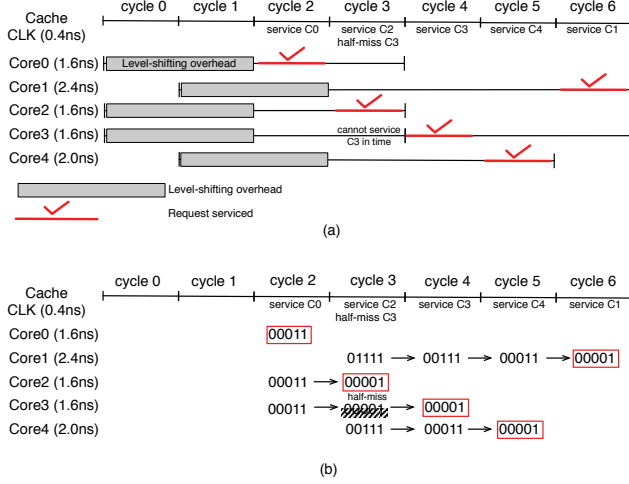 cycle 0 cycle 1 cycle 2 cycle 3 cycle 4 cycle 5 cycle 6
Cache
CLK (0.4ns)
service C0 service C2 service C3 service C4 service C1
half-miss C3
Core0 (1.6ns) Level-shifting overhead
Core1 (2.4ns)
Core2 (1.6ns)
Core3 (1.6ns) cannot service
C3 in time
Core4 (2.0ns)
Level-shifting overhead
Request serviced
(a)
cycle 0 cycle 1 cycle 2 cycle 3 cycle 4 cycle 5 cycle 6
Cache
CLK (0.4ns)
service C0 service C2 service C3 service C4 service C1
half-miss C3
Core0 (1.6ns) 00011
Core1 (2.4ns) 01111 00111 00011 00001
Core2 (1.6ns) 00011 00001
half-miss
Core3 (1.6ns) 00011 00001 00001
Core4 (2.0ns) 00111 00011 00001
(b)